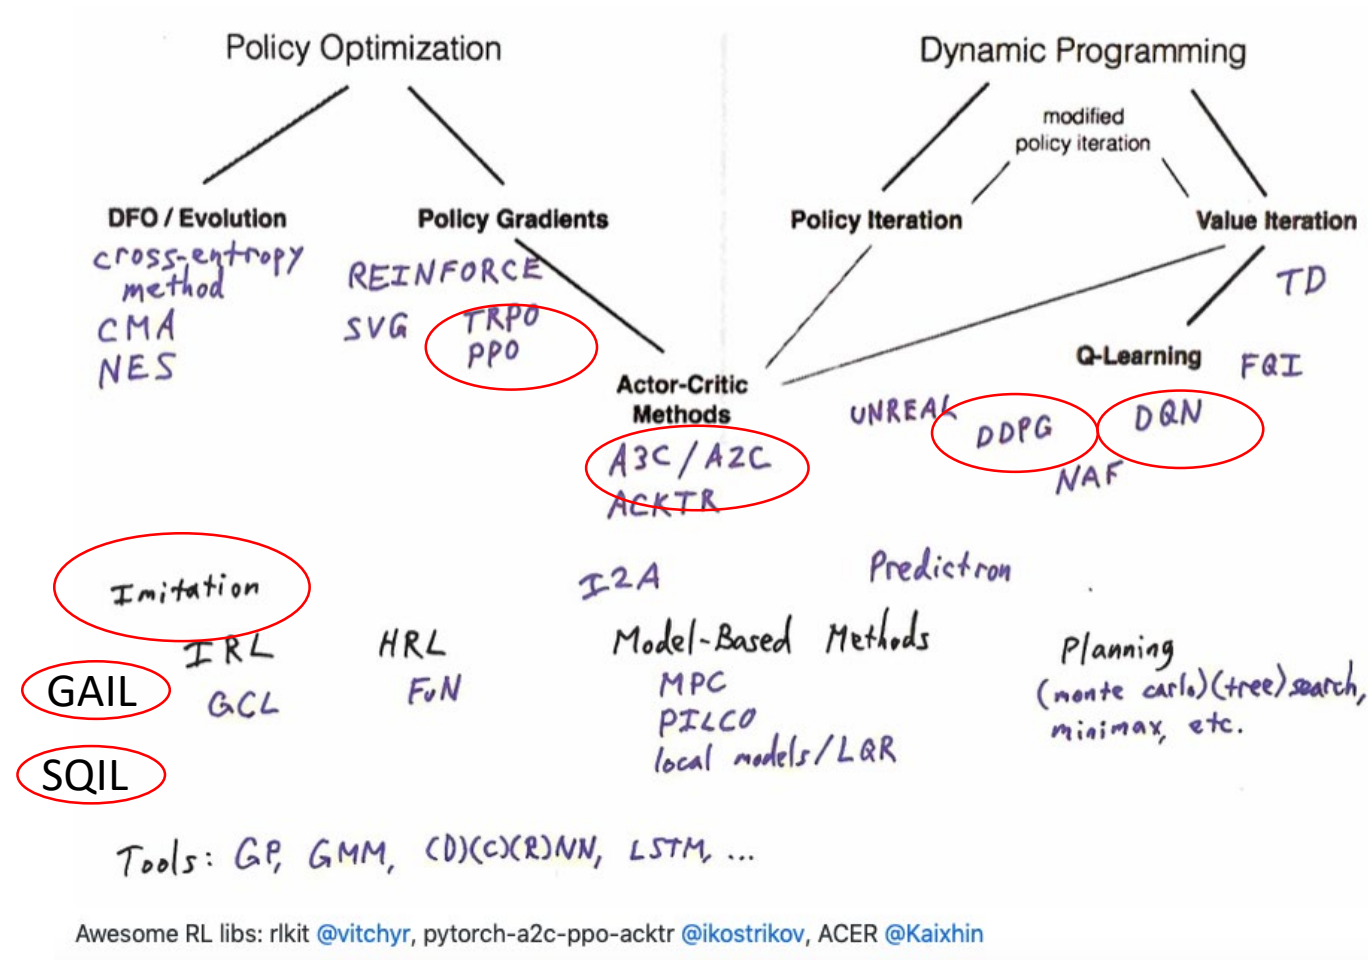 Policy Optimization
Dynamic Programming
modified
policy iteration
DFO / Evolution
Policy Gradients
Policy Iteration
Value Iteration
cross-entropy
method
CMA
NES
REINFORCE
SVG
TRPO
PPO
TD
Q-Learning
FQI
Actor-Critic
Methods
A3C / A2C
ACKTR
UNREAL
DDPG
DQN
NAF
Imitation
I2A
Predictron
IRL
GAIL
GCL
SQIL
HRL
FuN
Model-Based Methods
MPC
PILCO
local models/LQR
Planning
(monte carlo)(tree)search,
minimax, etc.
Tools: GP, GMM, (D)(C)(R)NN, LSTM, ...
Awesome RL libs: rlkit @vitchyr, pytorch-a2c-ppo-acktr @ikostrikov, ACER @Kaixhin